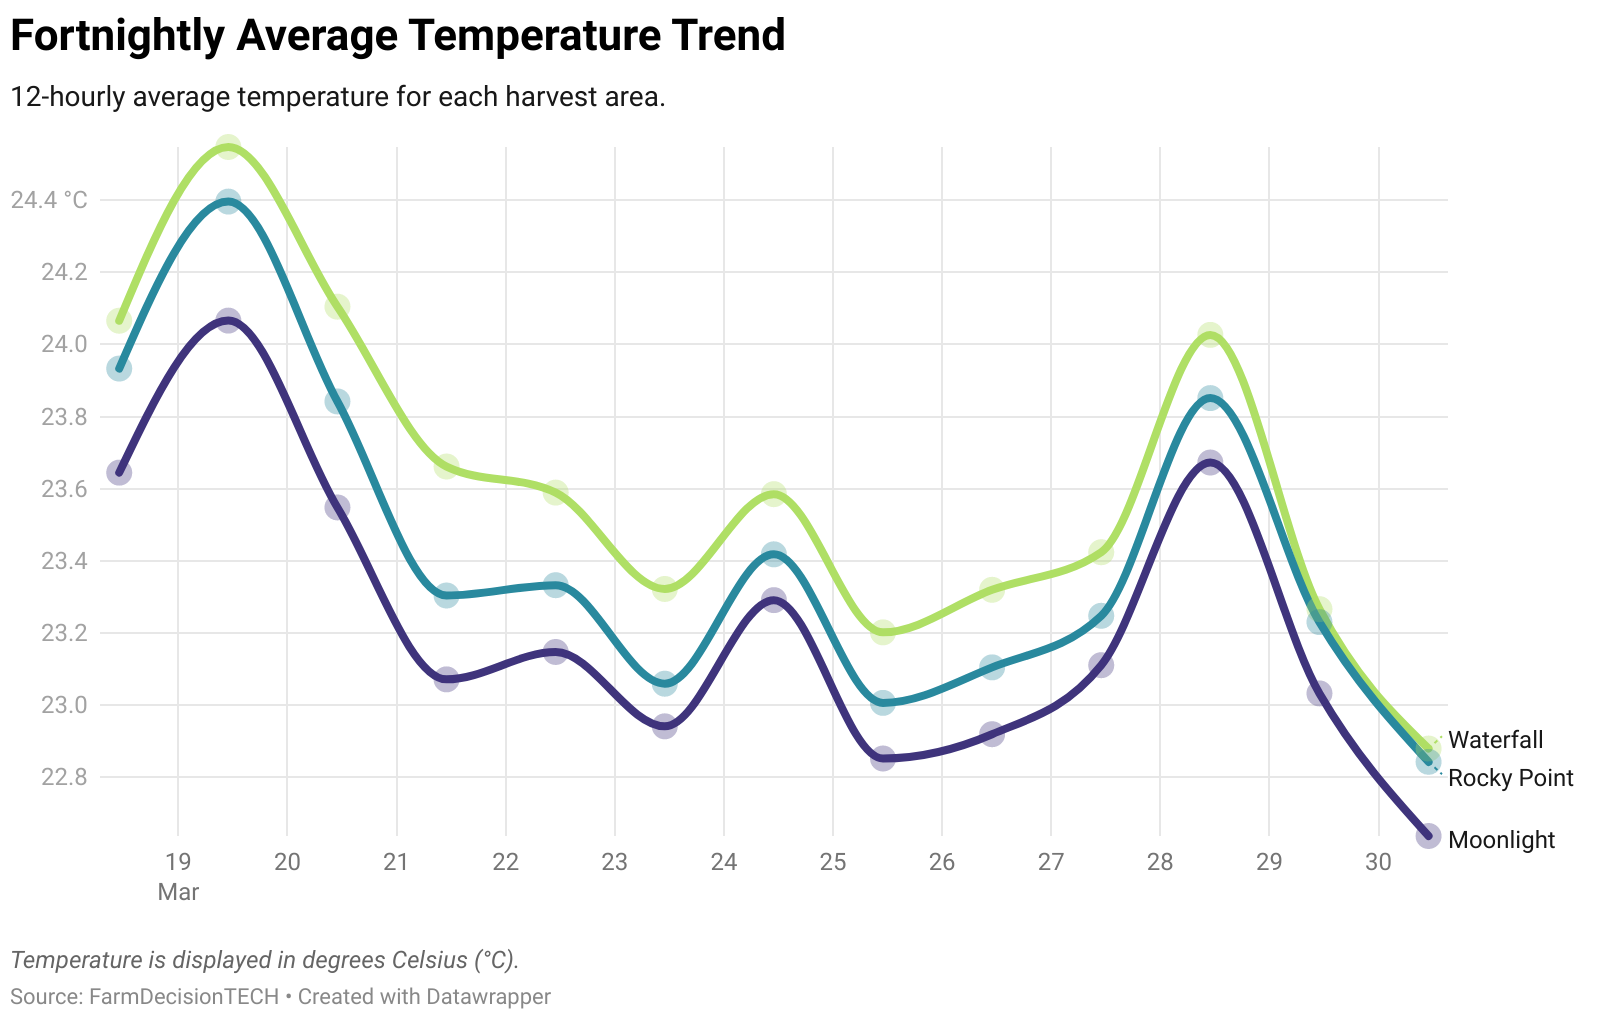 Fortnightly Average Temperature Trend
12-hourly average temperature for each harvest area.
24.4 °C
24.2
24.0
23.8
23.6
23.4
23.2
23.0
22.8
Waterfall
Rocky Point
Moonlight
19 20 21 22 23 24 25 26 27 28 29 30
Mar
Temperature is displayed in degrees Celsius (°C).
Source: FarmDecisionTECH • Created with Datawrapper